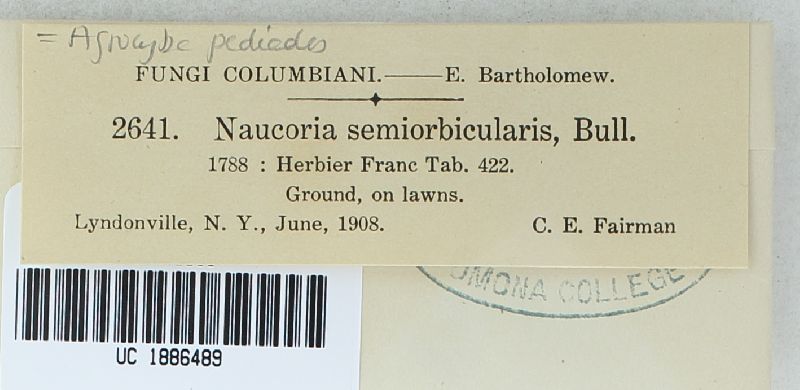 = Agrocybe pediades
FUNGI COLUMBIANI.——E. Bartholomew.
2641. Naucoria semiorbicularis, Bull.
1788 : Herbier Franc Tab. 422.
Ground, on lawns.
Lyndonville, N. Y., June, 1908. C. E. Fairman
POMONA COLLEGE
UC 1886489